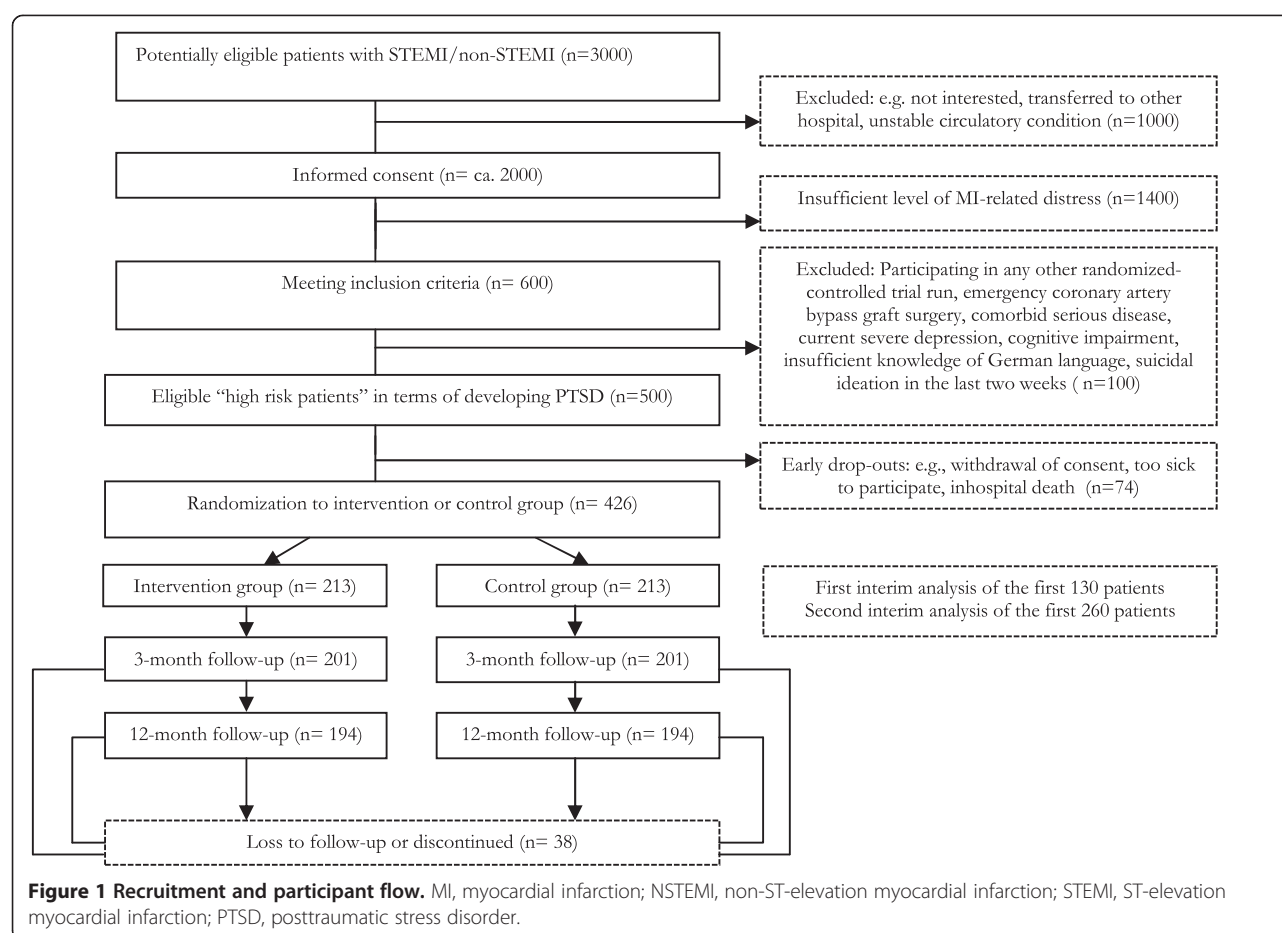 Potentially eligible patients with STEMI/non-STEMI (n=3000)
Excluded: e.g. not interested, transferred to other
hospital, unstable circulatory condition (n=1000)
Informed consent (n= ca. 2000)
Insufficient level of MI-related distress (n=1400)
Meeting inclusion criteria (n= 600)
Excluded: Participating in any other randomized-
controlled trial run, emergency coronary artery
bypass graft surgery, comorbid serious disease,
current severe depression, cognitive impairment,
insufficient knowledge of German language, suicidal
ideation in the last two weeks ( n=100)
Eligible “high risk patients” in terms of developing PTSD (n=500)
Early drop-outs: e.g., withdrawal of consent, too sick
to participate, inhospital death (n=74)
Randomization to intervention or control group (n= 426)
Intervention group (n= 213)
Control group (n= 213)
First interim analysis of the first 130 patients
Second interim analysis of the first 260 patients
3-month follow-up (n= 201)
3-month follow-up (n= 201)
12-month follow-up (n= 194)
12-month follow-up (n= 194)
Loss to follow-up or discontinued (n= 38)
Figure 1 Recruitment and participant flow. MI, myocardial infarction; NSTEMI, non-ST-elevation myocardial infarction; STEMI, ST-elevation
myocardial infarction; PTSD, posttraumatic stress disorder.